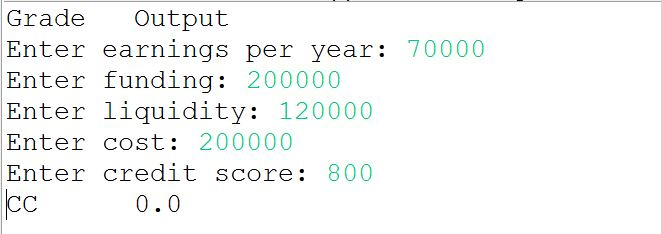 Grade   Output
Enter earnings per year: 70000
Enter funding: 200000
Enter liquidity: 120000
Enter cost: 200000
Enter credit score: 800
CC      0.0